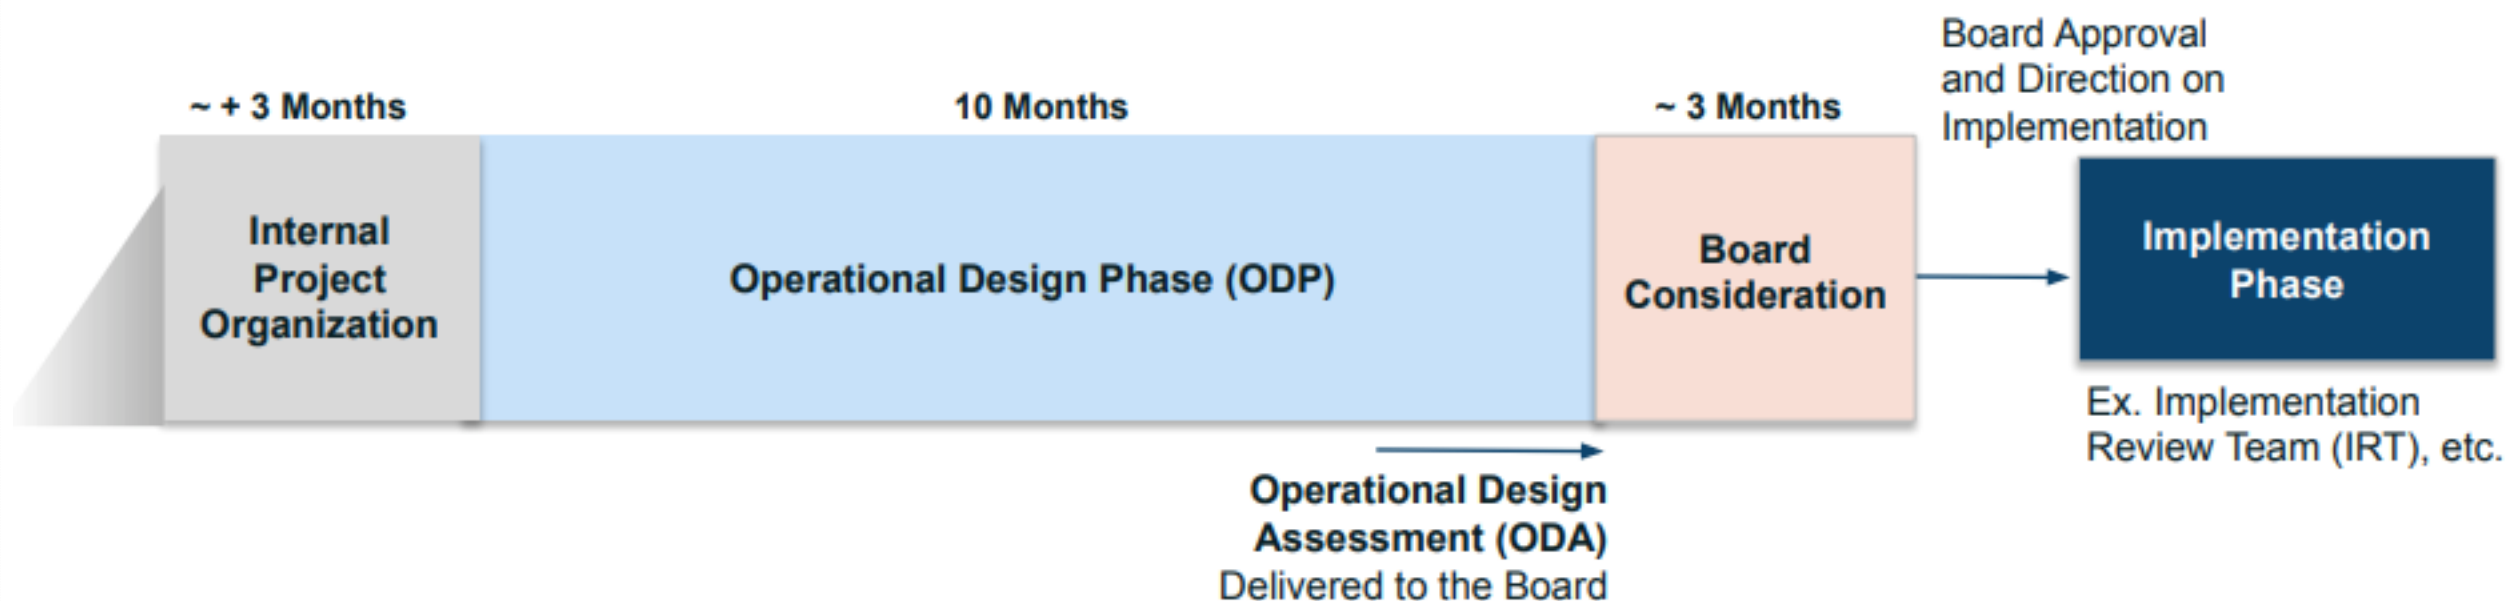 ~ + 3 Months
10 Months
~ 3 Months
Board Approval
and Direction on
Implementation
Internal
Project
Organization
Operational Design Phase (ODP)
Board
Consideration
Implementation
Phase
Operational Design
Assessment (ODA)
Delivered to the Board
Ex. Implementation
Review Team (IRT), etc.